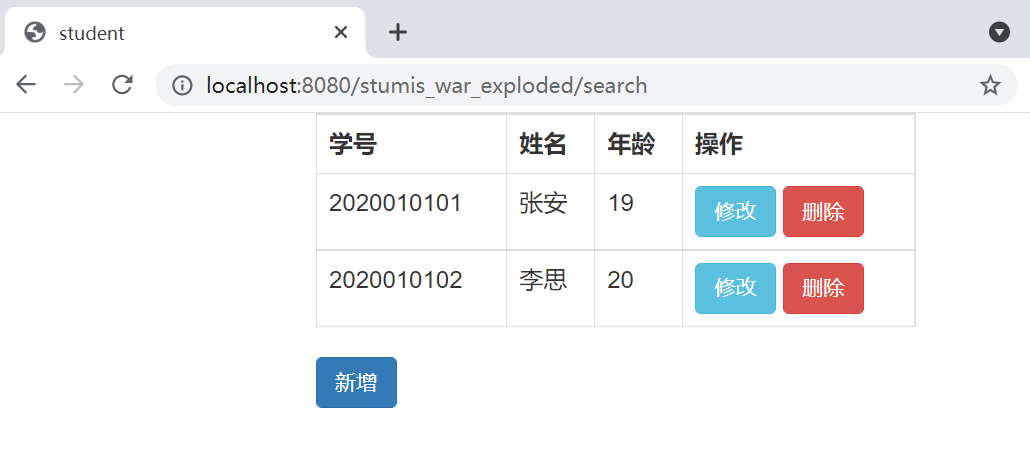 student
localhost:8080/stumis_war_exploded/search
学号 姓名 年龄 操作
2020010101 张安 19 修改 删除
2020010102 李思 20 修改 删除
新增